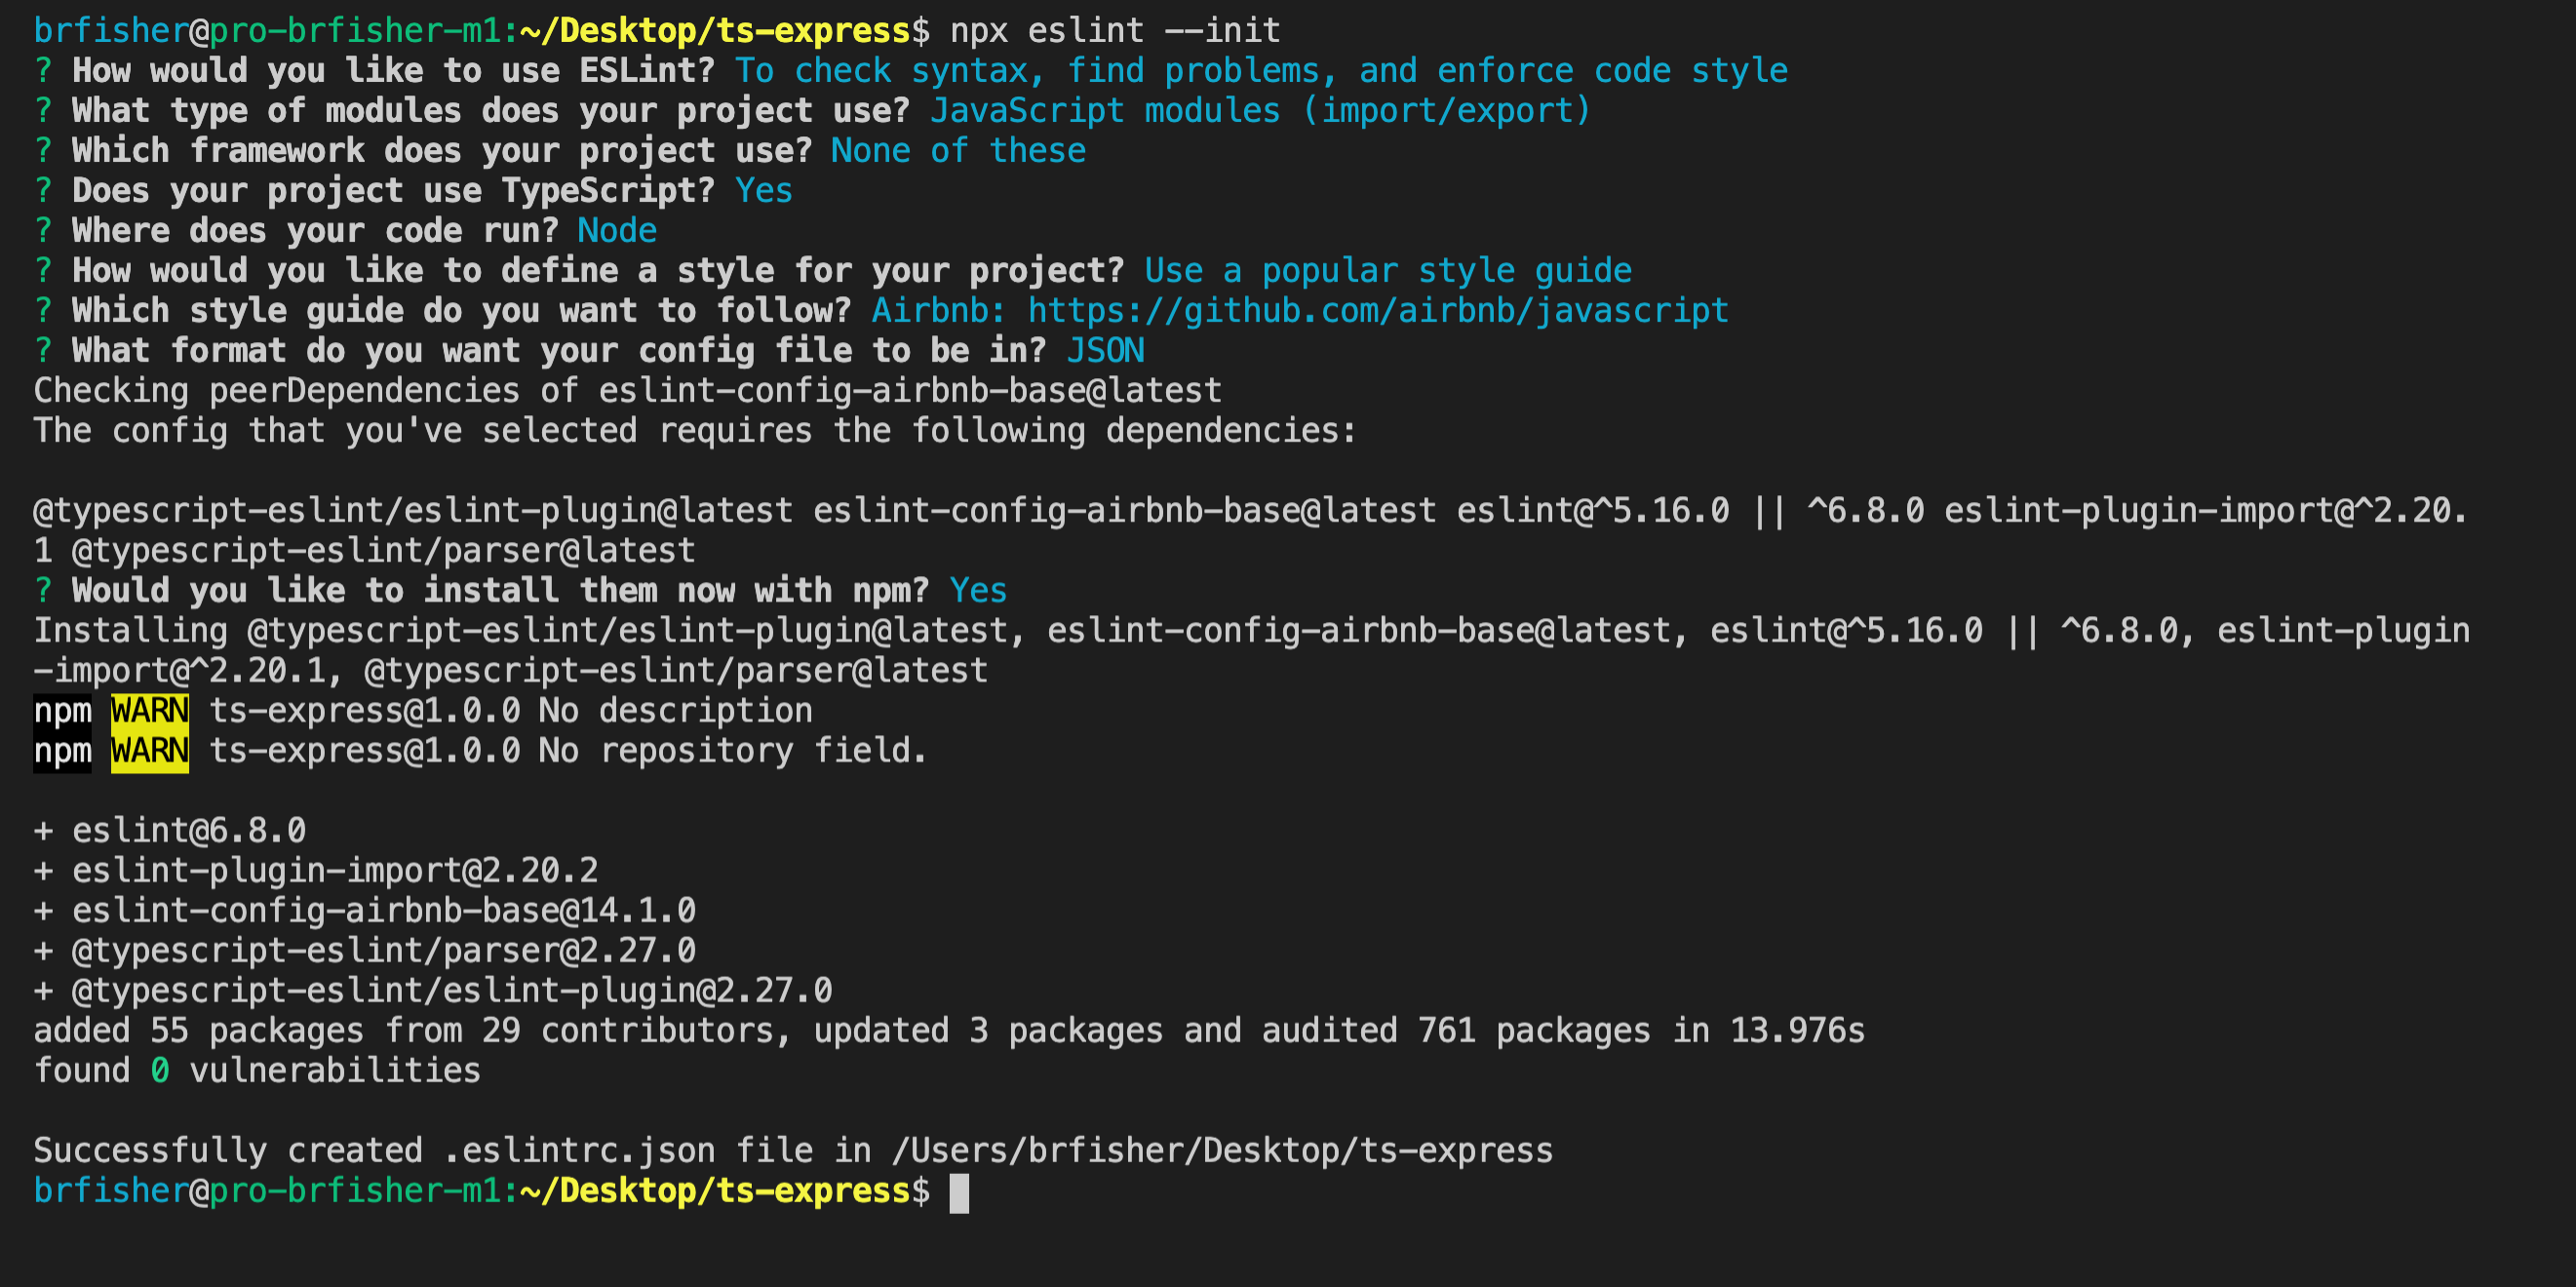 brfisher@pro-brfisher-m1:~/Desktop/ts-express$ npx eslint --init
? How would you like to use ESLint? To check syntax, find problems, and enforce code style
? What type of modules does your project use? JavaScript modules (import/export)
? Which framework does your project use? None of these
? Does your project use TypeScript? Yes
? Where does your code run? Node
? How would you like to define a style for your project? Use a popular style guide
? Which style guide do you want to follow? Airbnb: https://github.com/airbnb/javascript
? What format do you want your config file to be in? JSON
Checking peerDependencies of eslint-config-airbnb-base@latest
The config that you've selected requires the following dependencies:

@typescript-eslint/eslint-plugin@latest eslint-config-airbnb-base@latest eslint@^5.16.0 || ^6.8.0 eslint-plugin-import@^2.20.
1 @typescript-eslint/parser@latest
? Would you like to install them now with npm? Yes
Installing @typescript-eslint/eslint-plugin@latest, eslint-config-airbnb-base@latest, eslint@^5.16.0 || ^6.8.0, eslint-plugin
-import@^2.20.1, @typescript-eslint/parser@latest
npm WARN ts-express@1.0.0 No description
npm WARN ts-express@1.0.0 No repository field.

+ eslint@6.8.0
+ eslint-plugin-import@2.20.2
+ eslint-config-airbnb-base@14.1.0
+ @typescript-eslint/parser@2.27.0
+ @typescript-eslint/eslint-plugin@2.27.0
added 55 packages from 29 contributors, updated 3 packages and audited 761 packages in 13.976s
found 0 vulnerabilities

Successfully created .eslintrc.json file in /Users/brfisher/Desktop/ts-express
brfisher@pro-brfisher-m1:~/Desktop/ts-express$